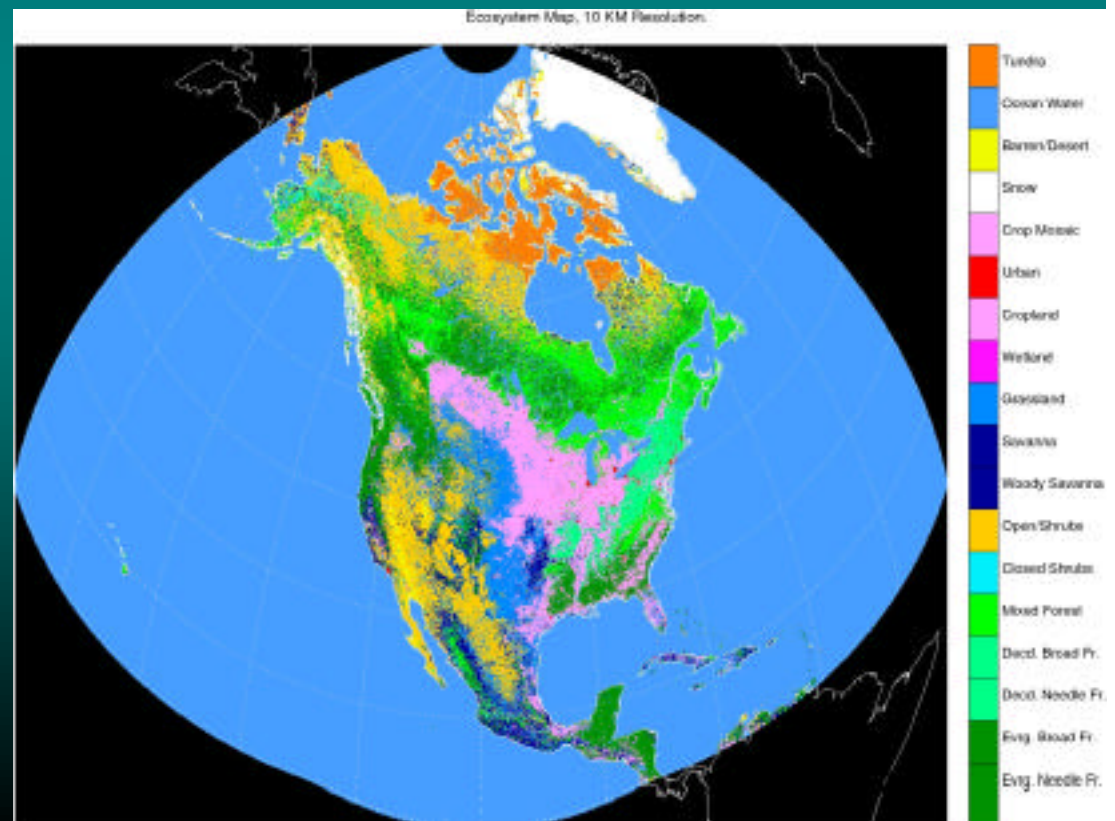 Ecosystem Map, 10 KM Resolution.
Tundra
Ocean Water
Barren/Desert
Snow
Crop Mosaic
Urban
Cropland
Wetland
Grassland
Savanna
Woody Savanna
Open/Shrubs
Closed Shrubs
Mixed Forest
Decd. Broad Fr.
Decd. Needle Fr.
Evrg. Broad Fr.
Evrg. Needle Fr.